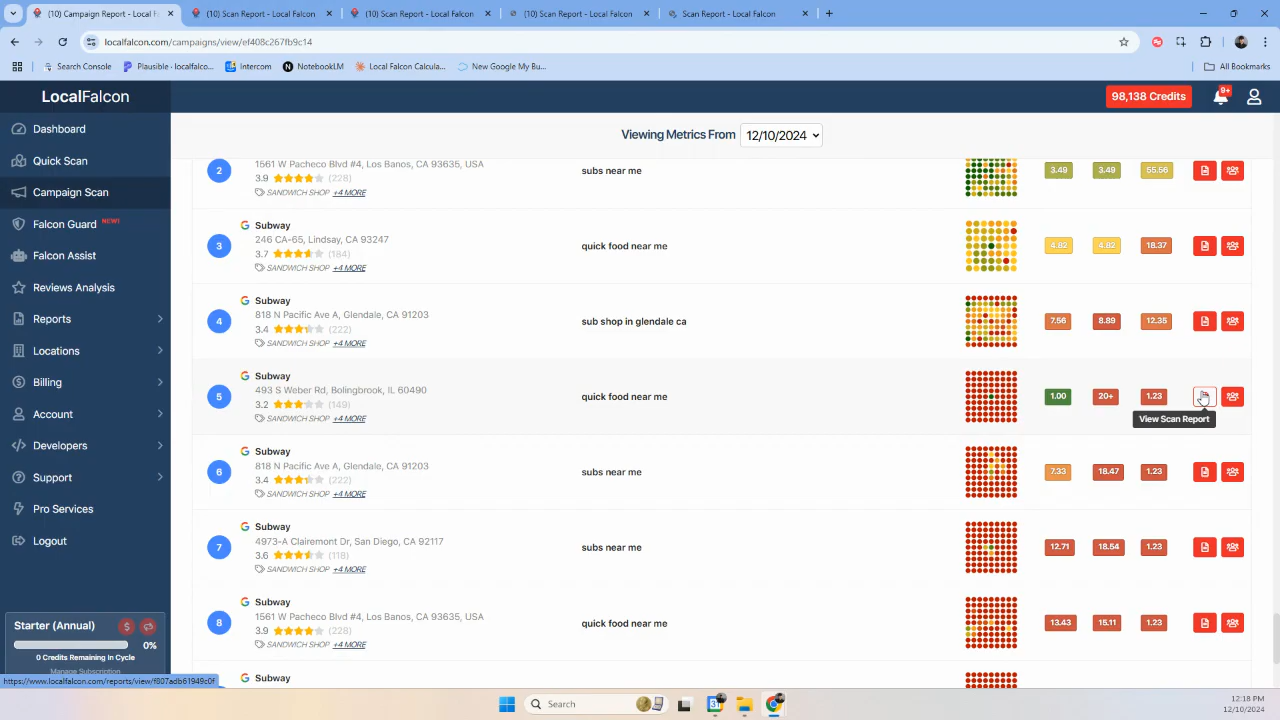 (10) Local Falcon - Loc
(10) Scan Report - Local Falcon
(10) Scan Report - Local Falcon
(10) Scan Report - Local Falcon
Scan Report - Local Falcon
localfalcon.com/campaigns/view/ef408c267fb9c14
Search Console
Plausible · localfalc...
Intercom
NotebookLM
Local Falcon Calcula...
New Google My Bu...
All Bookmarks
LocalFalcon
98,138 Credits
9+
Dashboard
Quick Scan
Campaign Scan
Falcon Guard NEW!
Falcon Assist
Reviews Analysis
Reports
Locations
Billing
Account
Developers
Support
Pro Services
Logout
Starter (Annual)
0%
0 Credits Remaining In Cycle
Manage Subscription
https://www.localfalcon.com/reports/view/f807adb61949c0f
Viewing Metrics From 12/10/2024
2
1561 W Pacheco Blvd #4, Los Banos, CA 93635, USA
3.9 (228)
SANDWICH SHOP +4 MORE
subs near me
3.49 3.49 55.56
3
Subway
246 CA-65, Lindsay, CA 93247
3.7 (184)
SANDWICH SHOP +4 MORE
quick food near me
4.82 4.82 18.37
4
Subway
818 N Pacific Ave A, Glendale, CA 91203
3.4 (222)
SANDWICH SHOP +4 MORE
sub shop in glendale ca
7.56 8.89 12.35
5
Subway
493 S Weber Rd, Bolingbrook, IL 60490
3.2 (149)
SANDWICH SHOP +4 MORE
quick food near me
1.00 20+ 1.23
View Scan Report
6
Subway
818 N Pacific Ave A, Glendale, CA 91203
3.4 (222)
SANDWICH SHOP +4 MORE
subs near me
7.33 18.47 1.23
7
Subway
4973-A Clairemont Dr, San Diego, CA 92117
3.6 (118)
SANDWICH SHOP +4 MORE
subs near me
12.71 18.54 1.23
8
Subway
1561 W Pacheco Blvd #4, Los Banos, CA 93635, USA
3.9 (228)
SANDWICH SHOP +4 MORE
quick food near me
13.43 15.11 1.23
Subway
Search
12:18 PM
12/10/2024